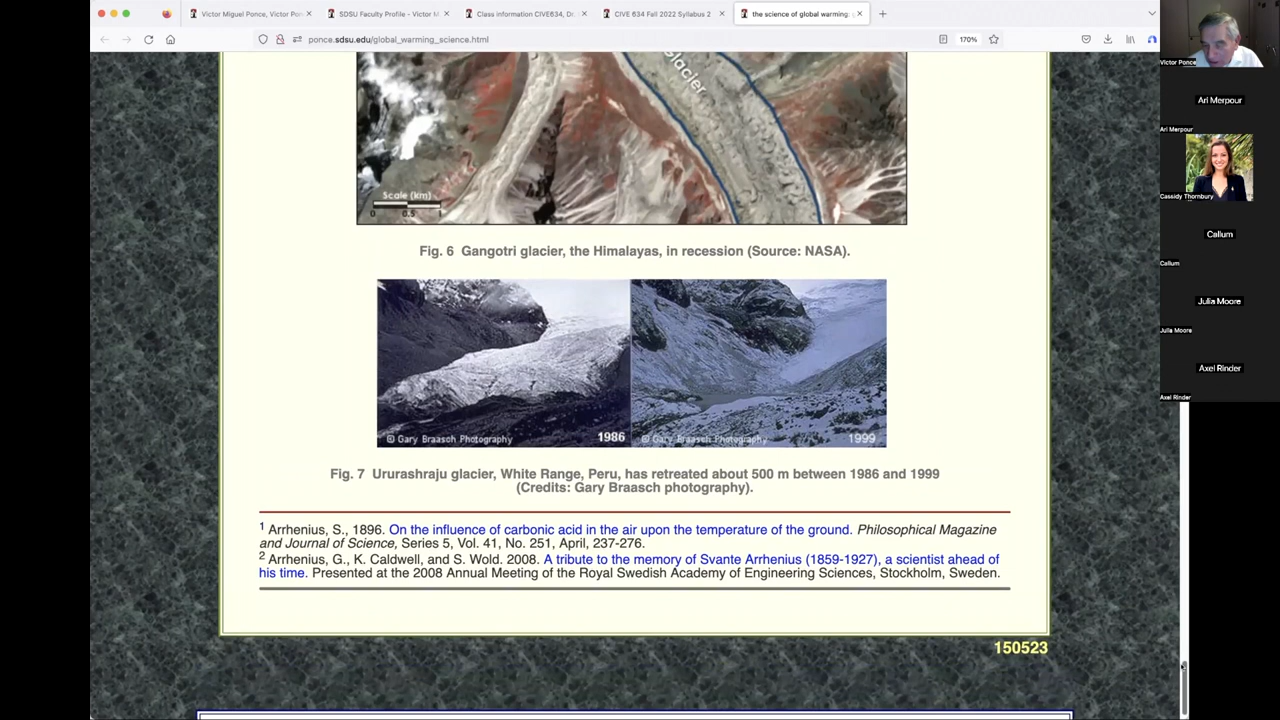 Victor Miguel Ponce, Victor Pon
SDSU Faculty Profile - Victor M
Class information CIVE634, Dr.
CIVE 634 Fall 2022 Syllabus 2
the science of global warming:
ponce.sdsu.edu/global_warming_science.html
170%
Victor Ponce
Ari Merpour
Ari Merpour
Cassidy Thornbury
Callum
Callum
Julia Moore
Julia Moore
Axel Rinder
Axel Rinder
Glacier
Scale (km)
0 0.5 1
Fig. 6 Gangotri glacier, the Himalayas, in recession (Source: NASA).
© Gary Braasch Photography 1986
© Gary Braasch Photography 1999
Fig. 7 Ururashraju glacier, White Range, Peru, has retreated about 500 m between 1986 and 1999
(Credits: Gary Braasch photography).
1 Arrhenius, S., 1896. On the influence of carbonic acid in the air upon the temperature of the ground. Philosophical Magazine
and Journal of Science, Series 5, Vol. 41, No. 251, April, 237-276.
2 Arrhenius, G., K. Caldwell, and S. Wold. 2008. A tribute to the memory of Svante Arrhenius (1859-1927), a scientist ahead of
his time. Presented at the 2008 Annual Meeting of the Royal Swedish Academy of Engineering Sciences, Stockholm, Sweden.
150523